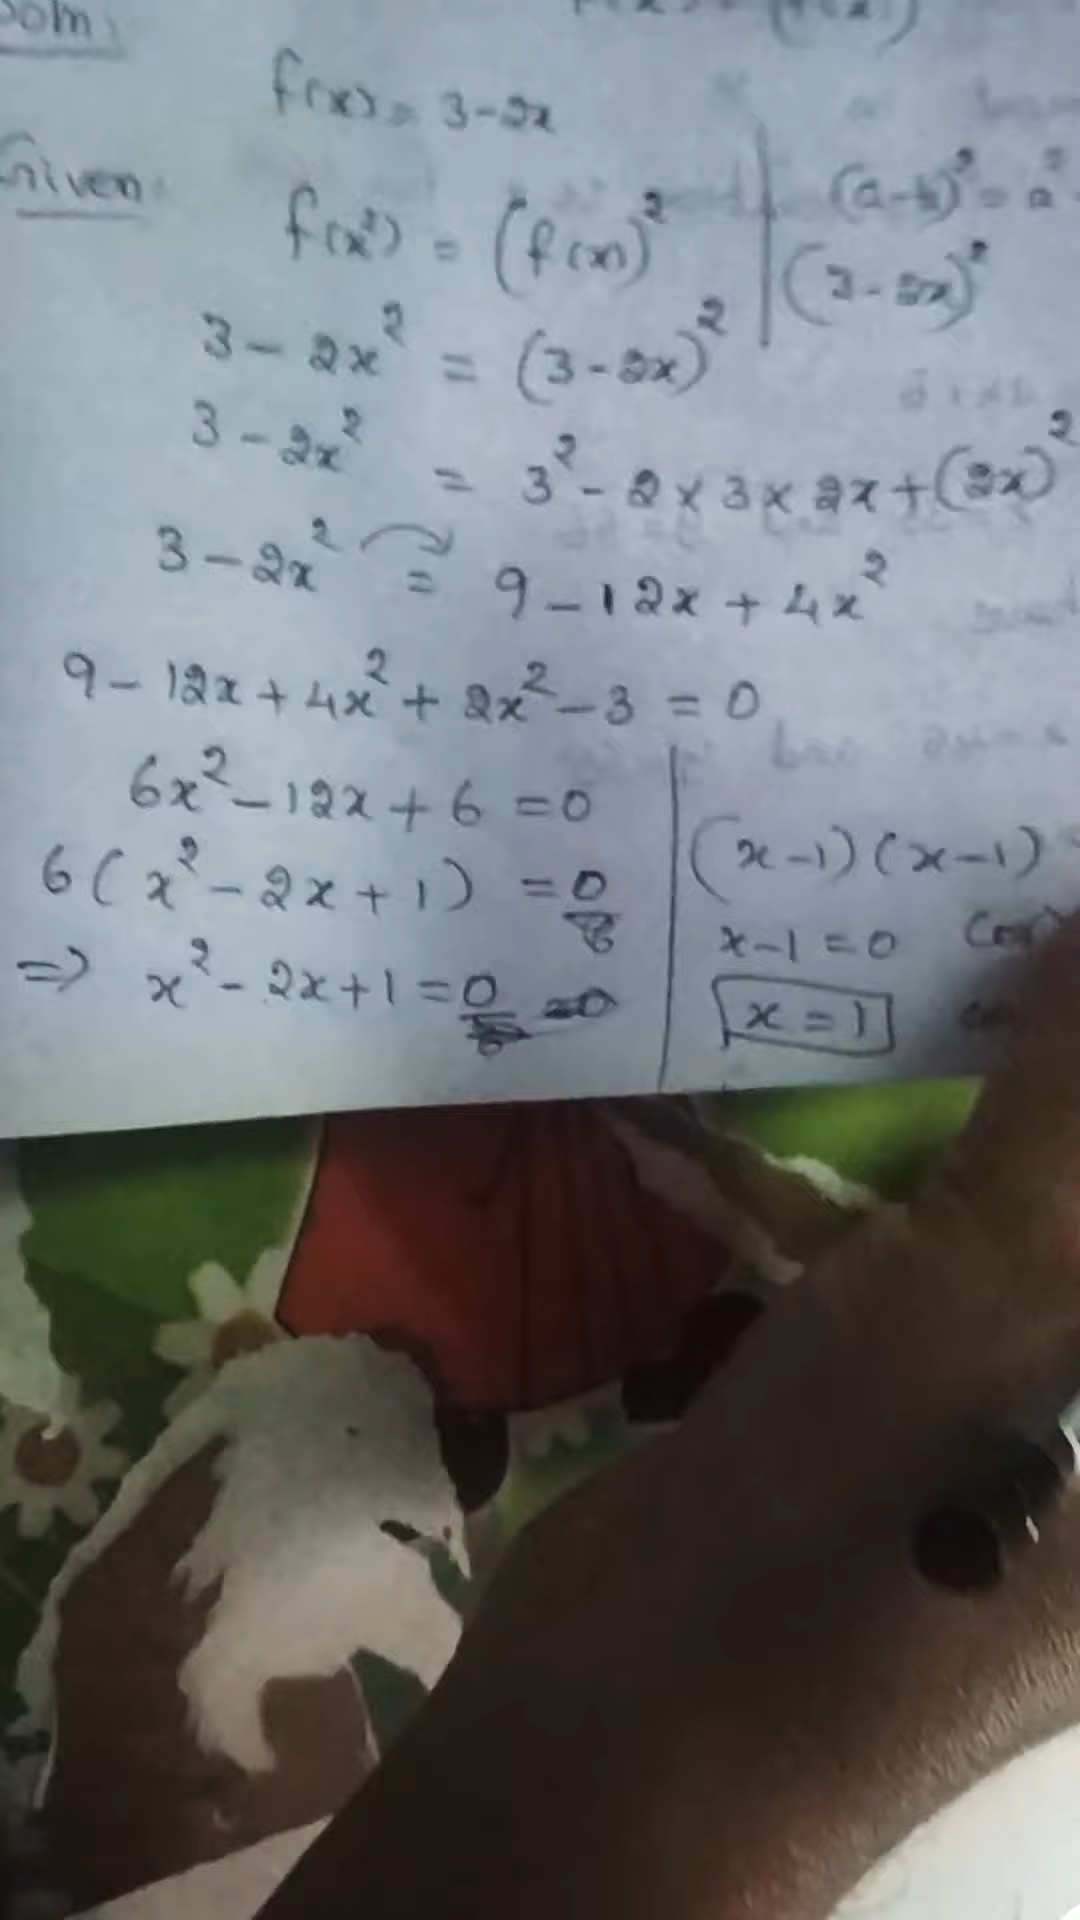 Soln:
f(x) = 3-2x
Given: f(x²) = (f(x))²
(a-b)² = a²
(3-2x)²
3 - 2x² = (3-2x)²
3 - 2x² = 3² - 2 × 3 × 2x + (2x)²
3 - 2x² = 9 - 12x + 4x²
9 - 12x + 4x² + 2x² - 3 = 0
6x² - 12x + 6 = 0
6(x² - 2x + 1) = 0/6
=> x² - 2x + 1 = 0
(x-1)(x-1)
x-1 = 0
x = 1